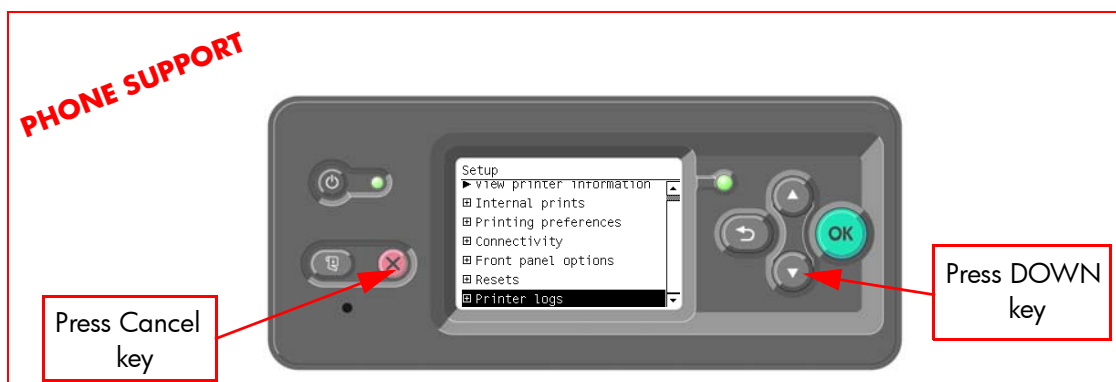 PHONE SUPPORT
Setup
▶ View printer information
⊞ Internal prints
⊞ Printing preferences
⊞ Connectivity
⊞ Front panel options
⊞ Resets
⊞ Printer logs
OK
Press Cancel
key
Press DOWN
key